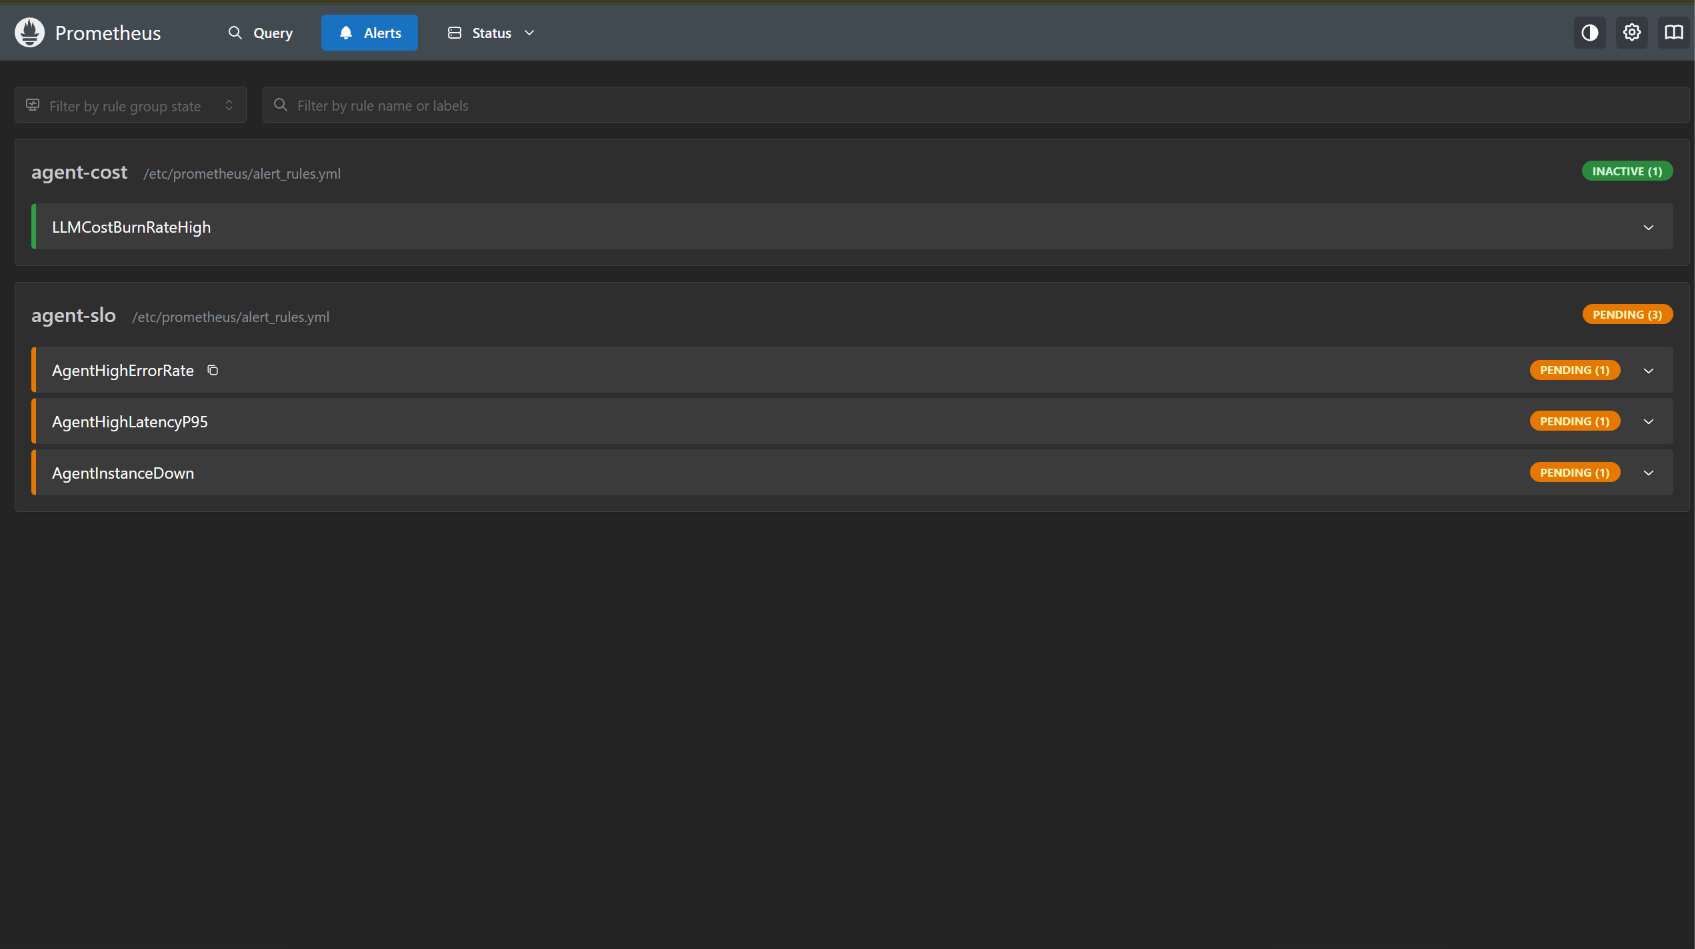 Prometheus Query Alerts Status
Filter by rule group state Filter by rule name or labels
agent-cost /etc/prometheus/alert_rules.yml INACTIVE (1)
LLMCostBurnRateHigh
agent-slo /etc/prometheus/alert_rules.yml PENDING (3)
AgentHighErrorRate PENDING (1)
AgentHighLatencyP95 PENDING (1)
AgentInstanceDown PENDING (1)